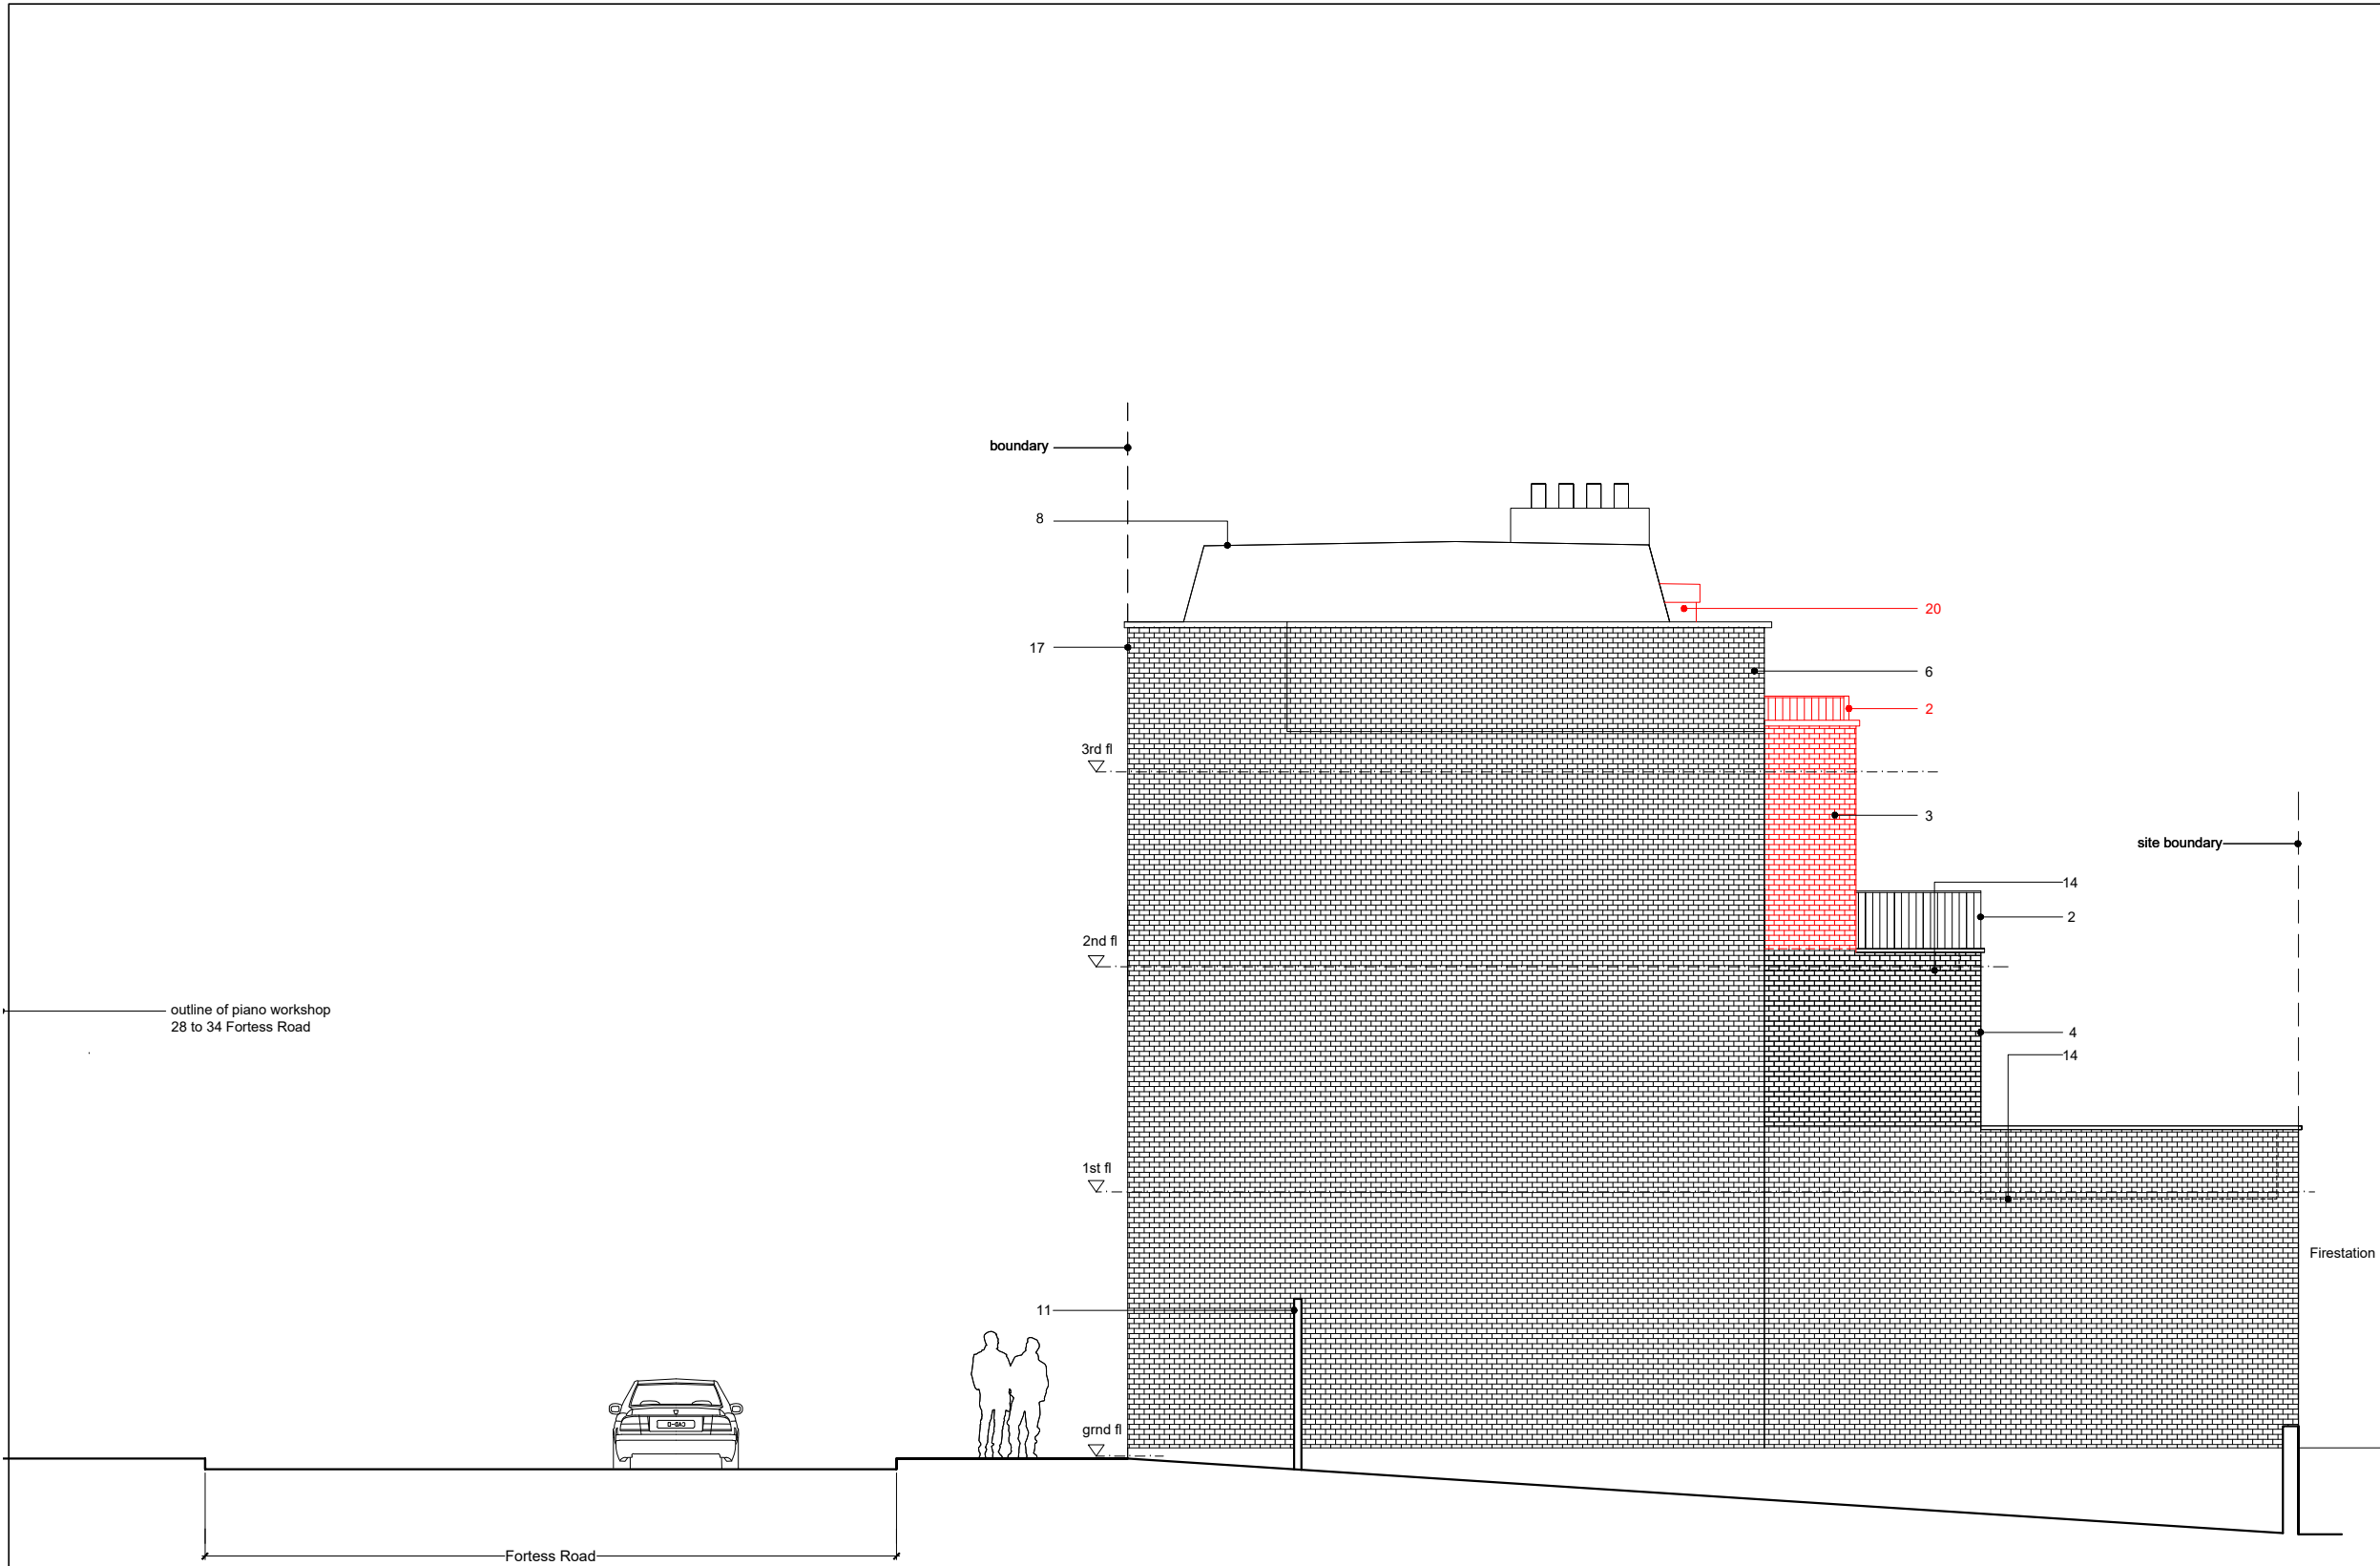 boundary
8
20
17
6
2
3rd fl
3
site boundary
14
2
2nd fl
outline of piano workshop
28 to 34 Fortess Road
4
14
1st fl
Firestation
11
grnd fl
Fortess Road